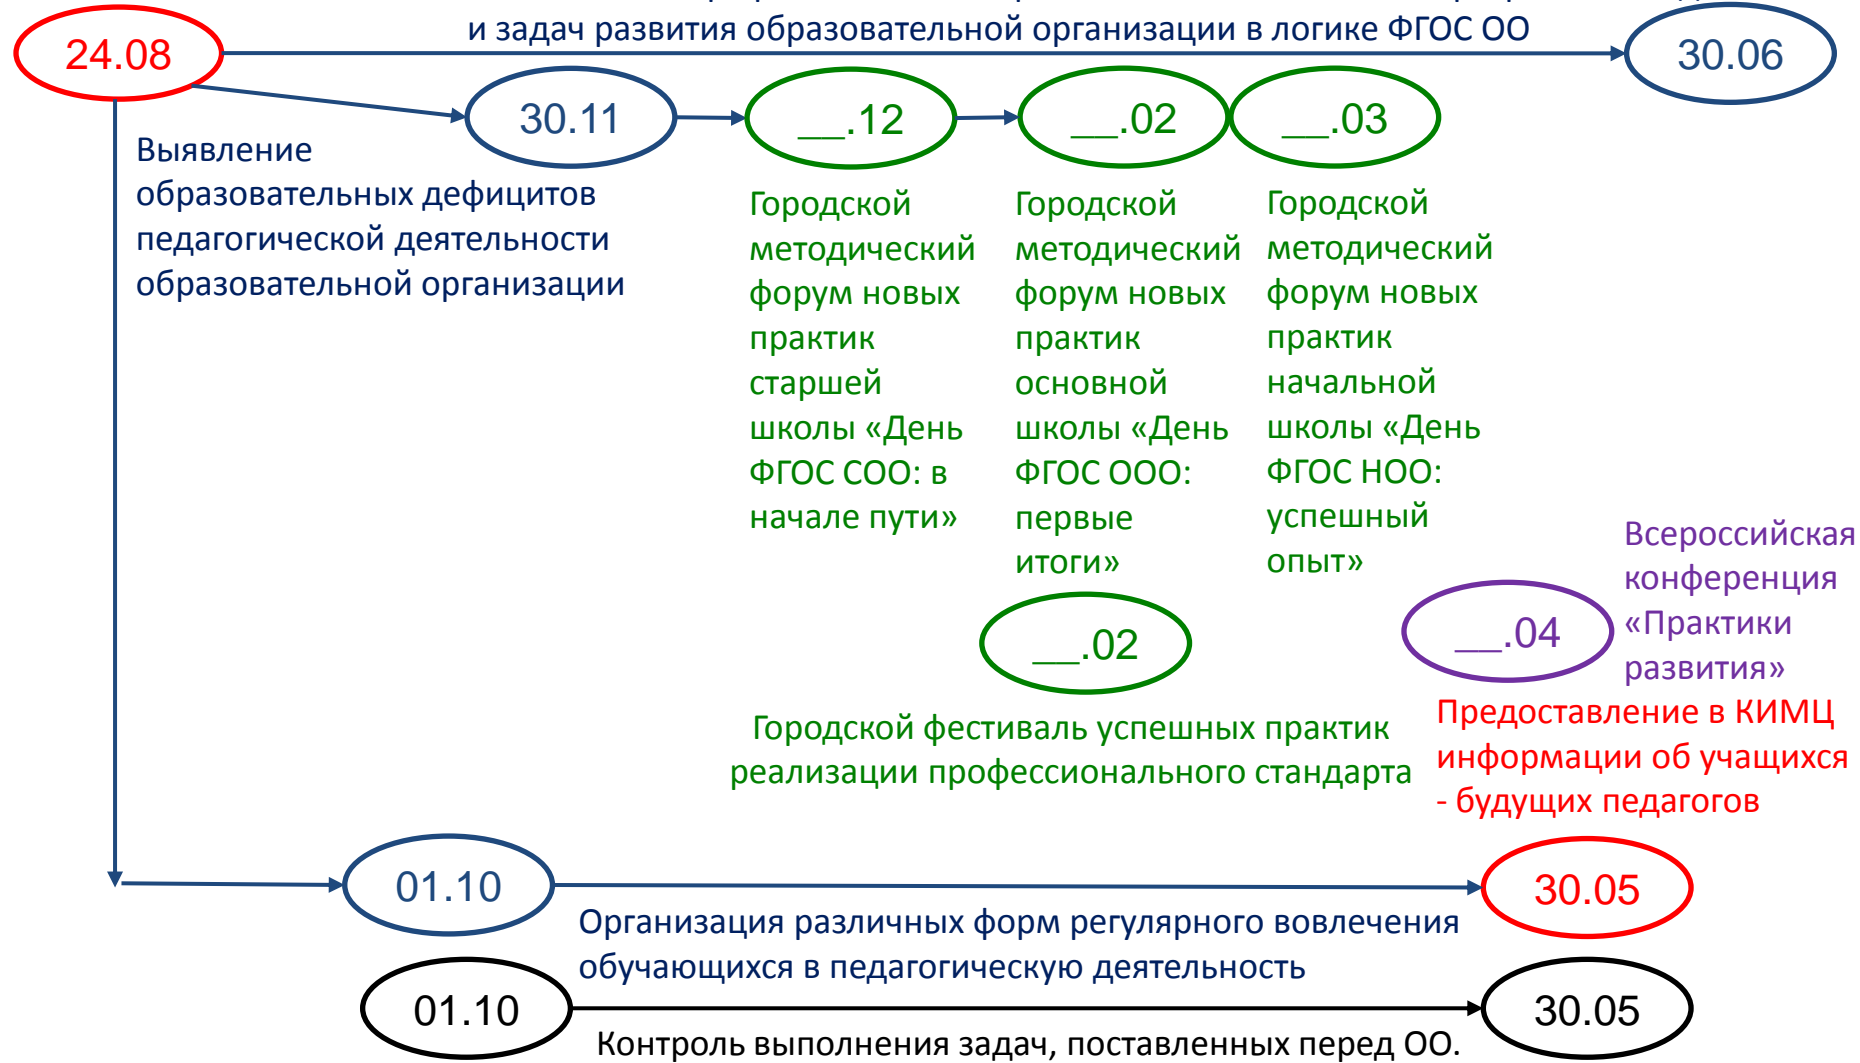 и задач развития образовательной организации в логике ФГОС ОО
24.08
30.06
30.11
__.12
__.02
__.03
Выявление
образовательных дефицитов
педагогической деятельности
образовательной организации
Городской
методический
форум новых
практик
старшей
школы «День
ФГОС СОО: в
начале пути»
Городской
методический
форум новых
практик
основной
школы «День
ФГОС ООО:
первые
итоги»
Городской
методический
форум новых
практик
начальной
школы «День
ФГОС НОО:
успешный
опыт»
Всероссийская
конференция
«Практики
развития»
__.04
__.02
Городской фестиваль успешных практик
реализации профессионального стандарта
Предоставление в КИМЦ
информации об учащихся
- будущих педагогов
01.10
30.05
Организация различных форм регулярного вовлечения
обучающихся в педагогическую деятельность
01.10
30.05
Контроль выполнения задач, поставленных перед ОО.